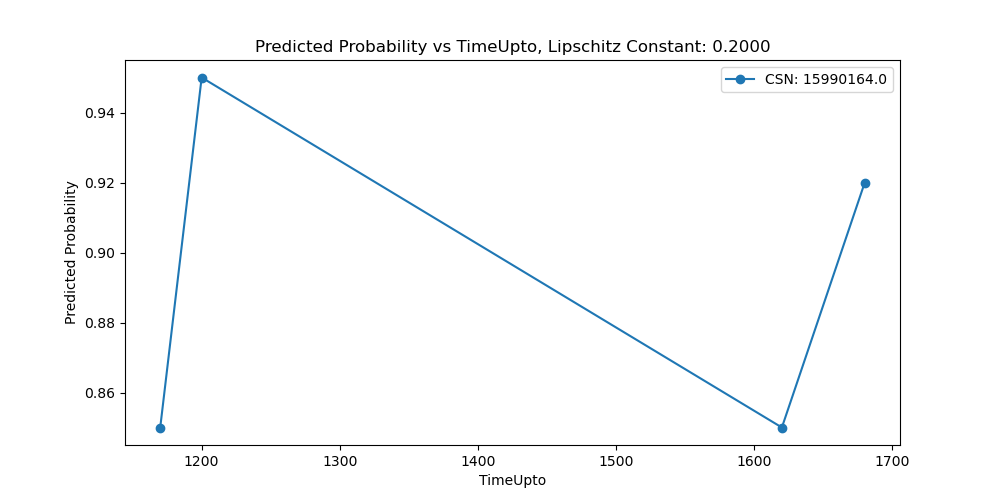 Predicted Probability vs TimeUpto, Lipschitz Constant: 0.2000
CSN: 15990164.0
Predicted Probability
0.94
0.92
0.90
0.88
0.86
1200 1300 1400 1500 1600 1700
TimeUpto